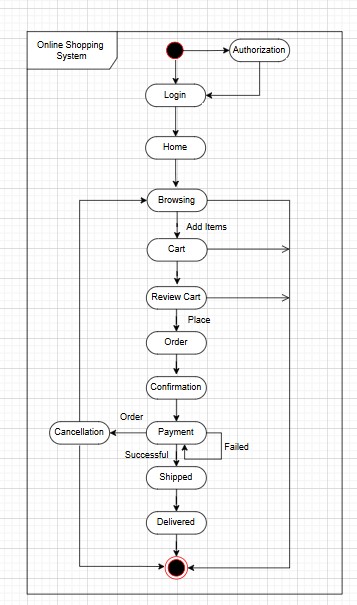 Online Shopping
System
Authorization
Login
Home
Browsing
Add Items
Cart
Review Cart
Place
Order
Confirmation
Order
Cancellation
Payment
Failed
Successful
Shipped
Delivered